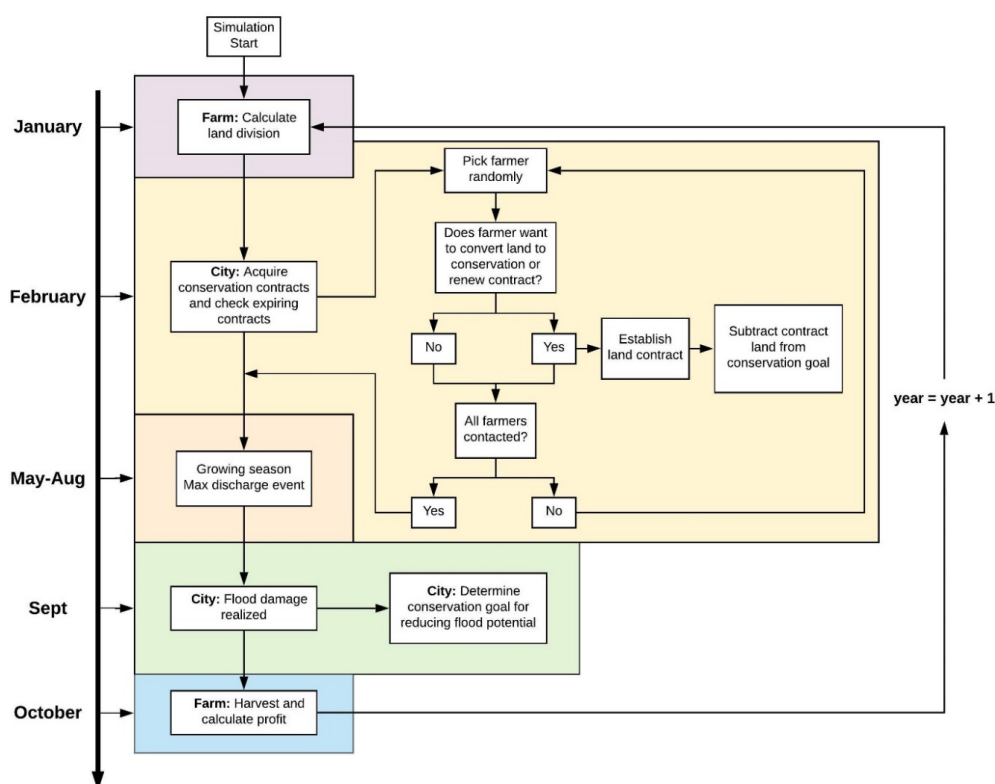 Simulation
Start
January
Farm: Calculate
land division
Pick farmer
randomly
Does farmer want
to convert land to
conservation or
renew contract?
February
City: Acquire
conservation contracts
and check expiring
contracts
No
Yes
Establish
land contract
Subtract contract
land from
conservation goal
year = year + 1
All farmers
contacted?
May-Aug
Growing season
Max discharge event
Yes
No
Sept
City: Flood damage
realized
City: Determine
conservation goal for
reducing flood potential
October
Farm: Harvest and
calculate profit